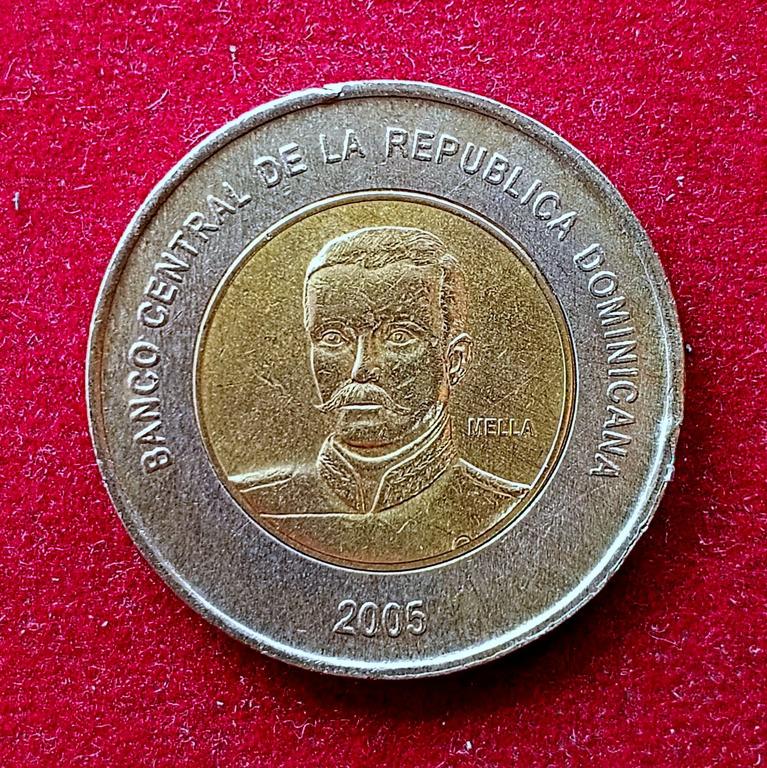 BANCO CENTRAL DE LA REPUBLICA DOMINICANA
MELLA
2005